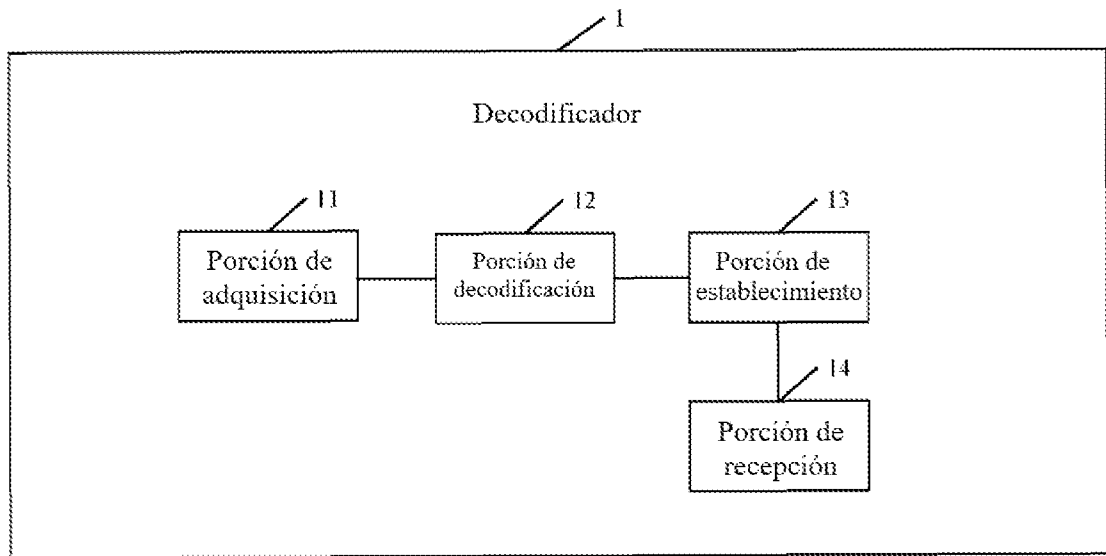 1
Decodificador
11
12
13
Porción de
adquisición
Porción de
decodificación
Porción de
establecimiento
14
Porción de
recepción